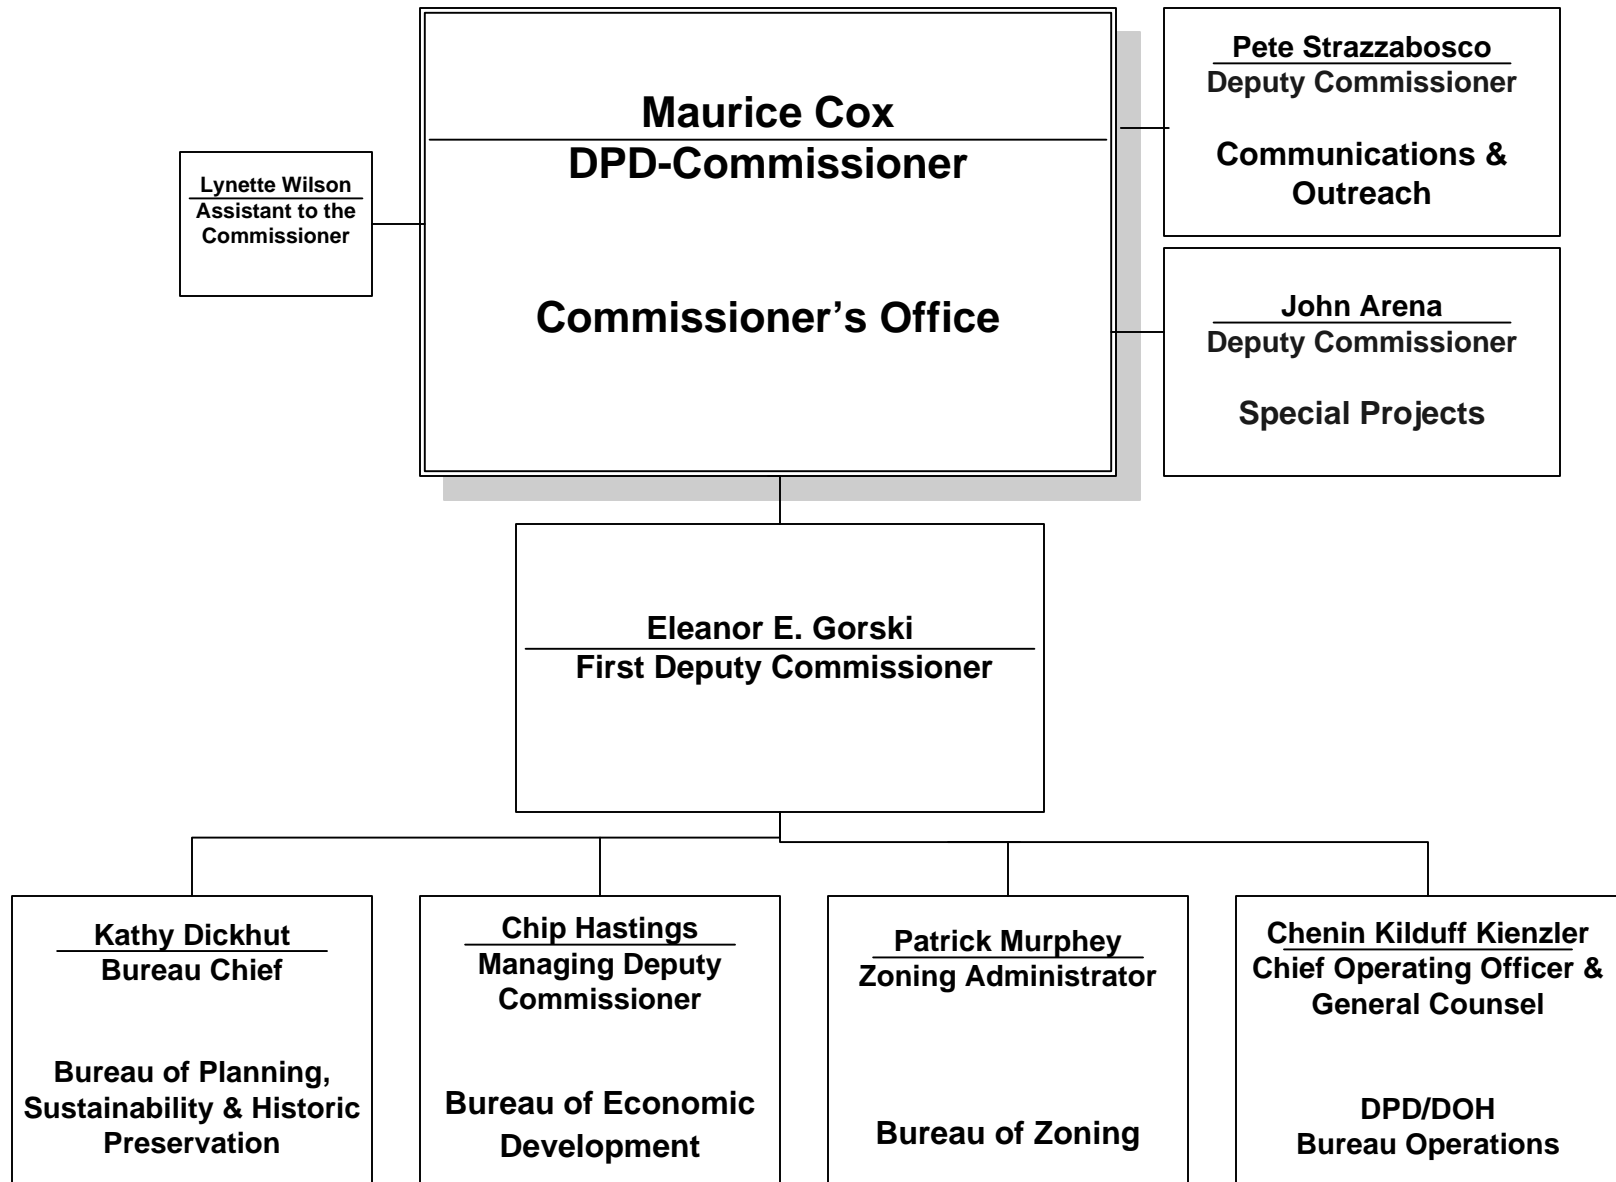 Maurice Cox
DPD-Commissioner
Commissioner’s Office
Lynette Wilson
Assistant to the
Commissioner
Pete Strazzabosco
Deputy Commissioner
Communications &
Outreach
John Arena
Deputy Commissioner
Special Projects
Eleanor E. Gorski
First Deputy Commissioner
Kathy Dickhut
Bureau Chief
Bureau of Planning,
Sustainability & Historic
Preservation
Chip Hastings
Managing Deputy
Commissioner
Bureau of Economic
Development
Patrick Murphey
Zoning Administrator
Bureau of Zoning
Chenin Kilduff Kienzler
Chief Operating Officer &
General Counsel
DPD/DOH
Bureau Operations